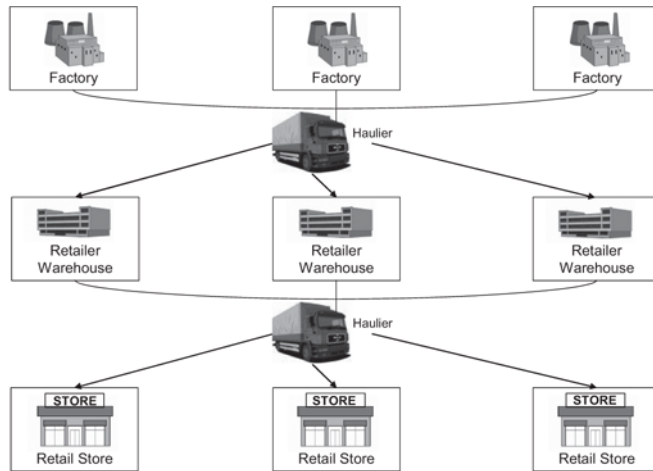 Factory
Factory
Factory
Haulier
Retailer
Warehouse
Retailer
Warehouse
Retailer
Warehouse
Haulier
STORE
Retail Store
STORE
Retail Store
STORE
Retail Store